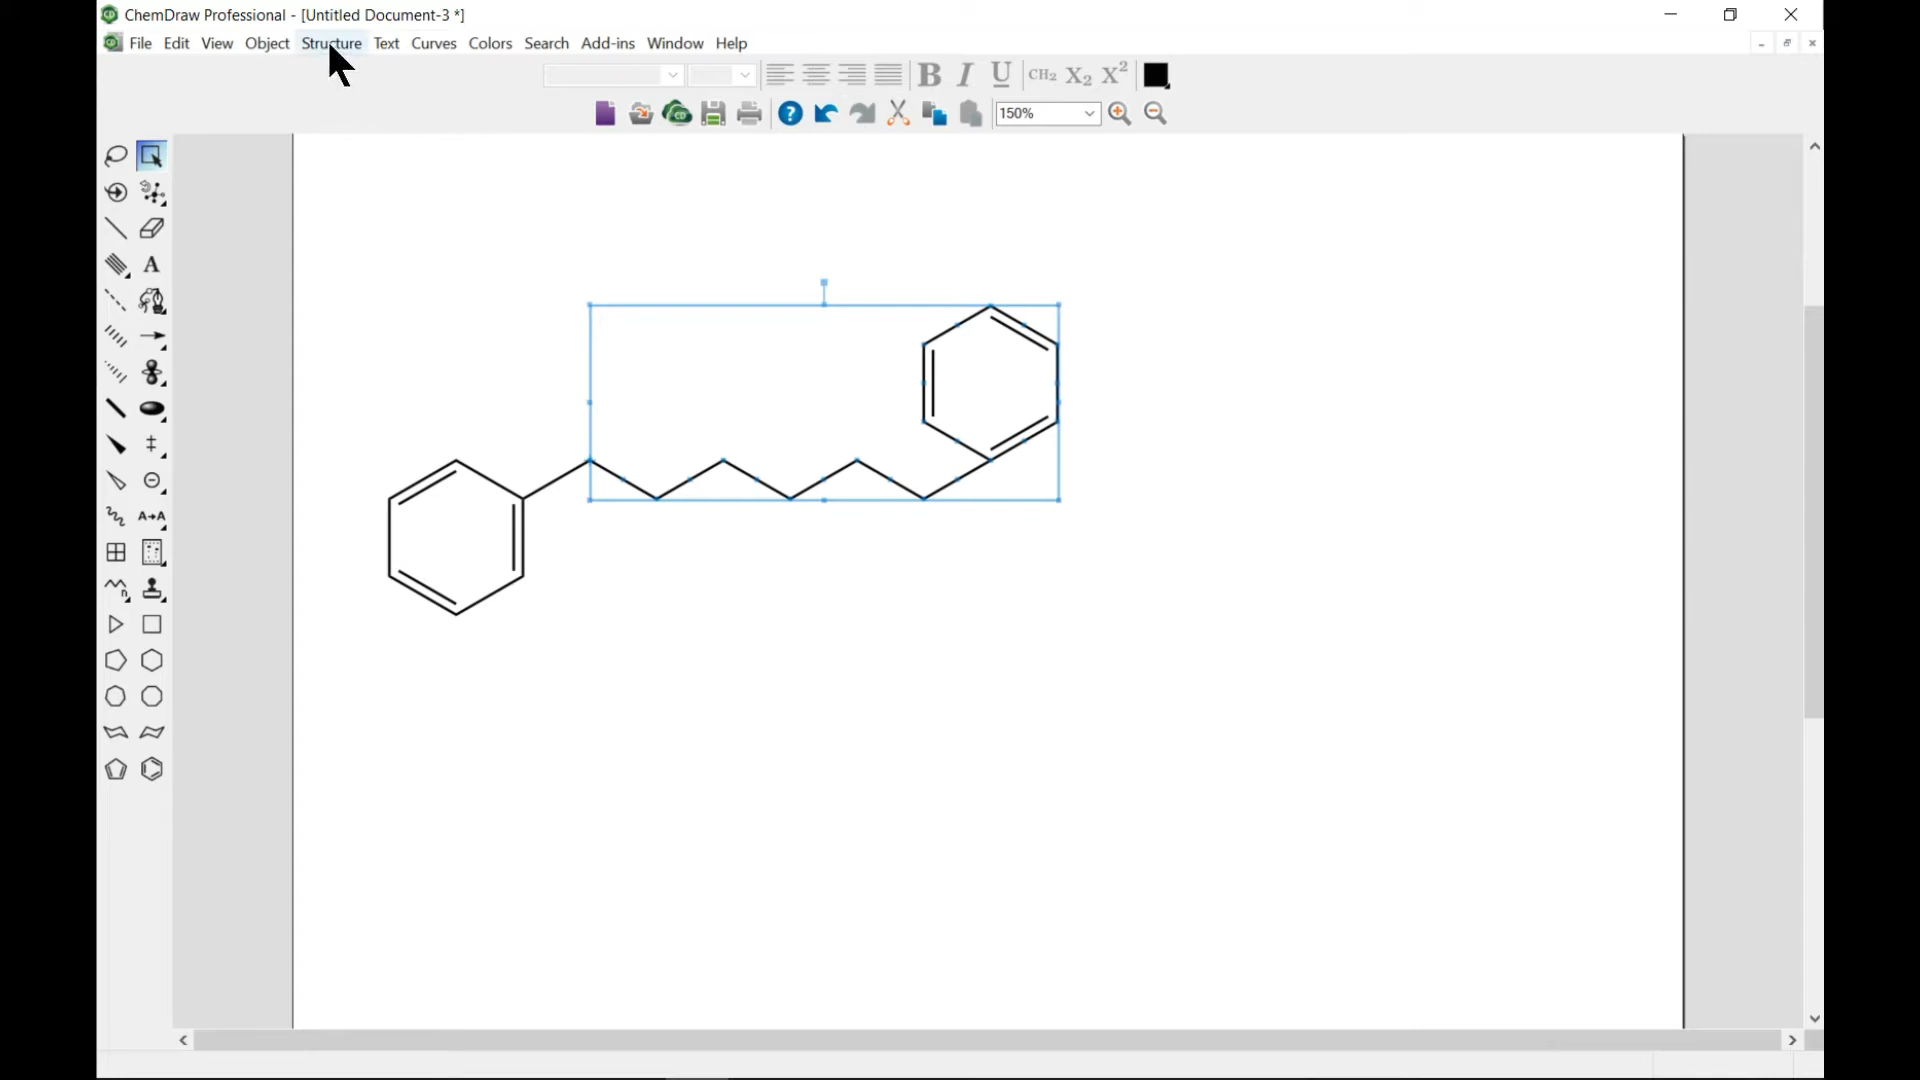 ChemDraw Professional - [Untitled Document-3 *]
File Edit View Object Structure Text Curves Colors Search Add-ins Window Help
B I U CH2 X2 X2
150%
A
A→A